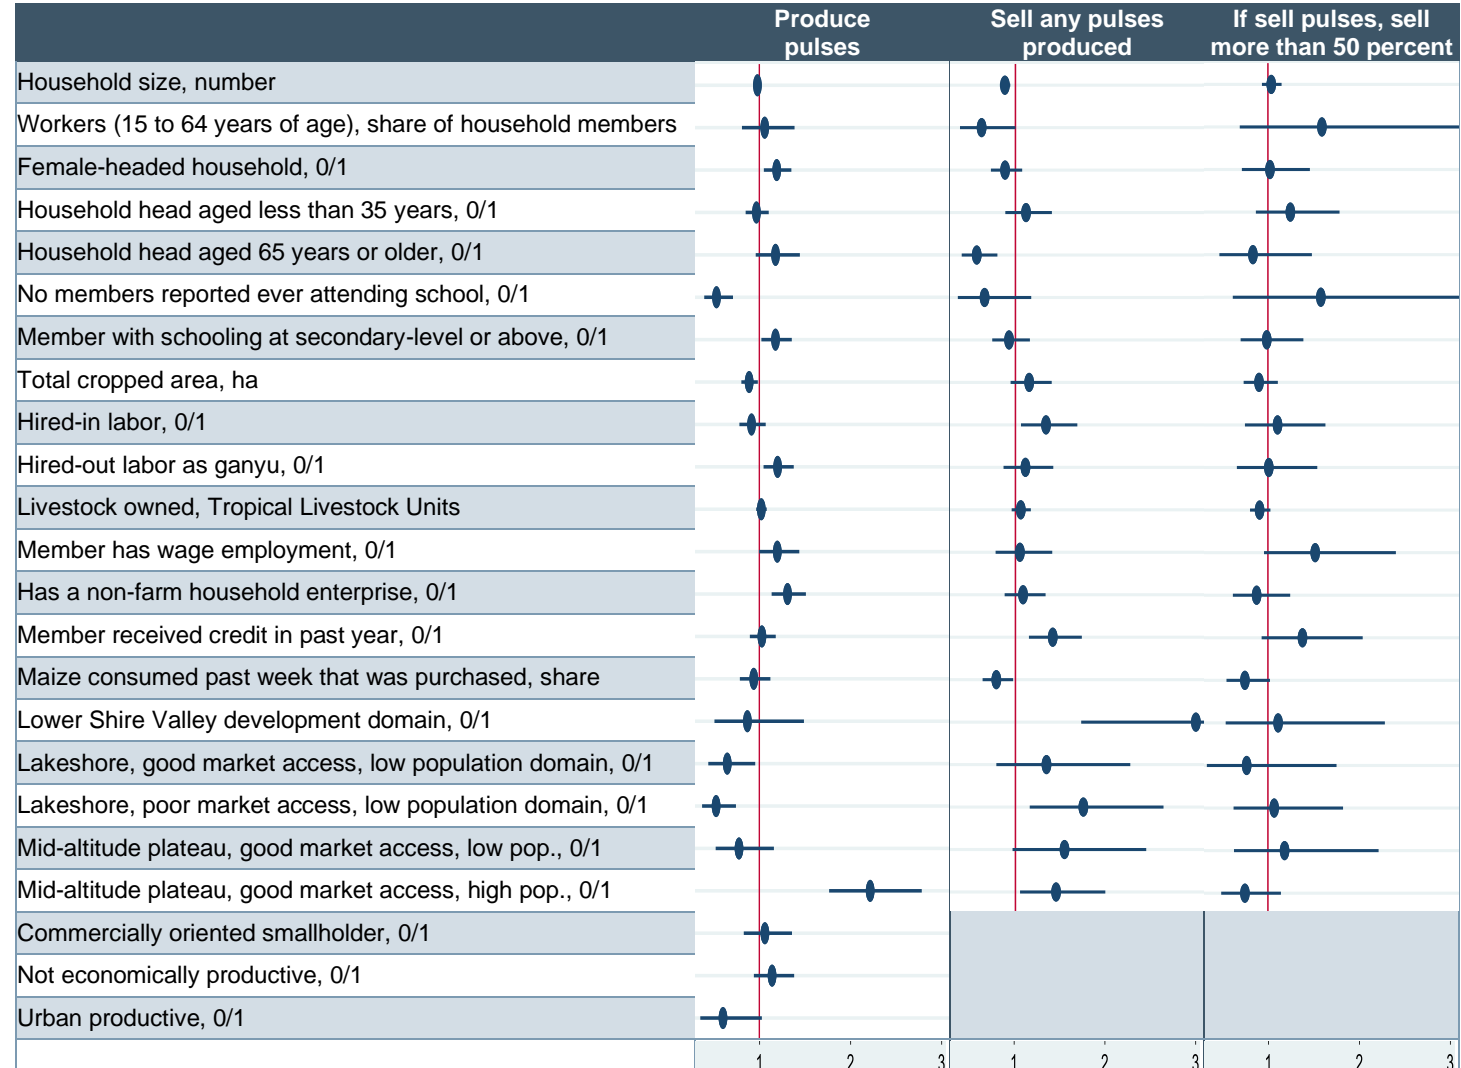 Produce
pulses
Sell any pulses
produced
If sell pulses, sell
more than 50 percent
Household size, number
Workers (15 to 64 years of age), share of household members
Female-headed household, 0/1
Household head aged less than 35 years, 0/1
Household head aged 65 years or older, 0/1
No members reported ever attending school, 0/1
Member with schooling at secondary-level or above, 0/1
Total cropped area, ha
Hired-in labor, 0/1
Hired-out labor as ganyu, 0/1
Livestock owned, Tropical Livestock Units
Member has wage employment, 0/1
Has a non-farm household enterprise, 0/1
Member received credit in past year, 0/1
Maize consumed past week that was purchased, share
Lower Shire Valley development domain, 0/1
Lakeshore, good market access, low population domain, 0/1
Lakeshore, poor market access, low population domain, 0/1
Mid-altitude plateau, good market access, low pop., 0/1
Mid-altitude plateau, good market access, high pop., 0/1
Commercially oriented smallholder, 0/1
Not economically productive, 0/1
Urban productive, 0/1
1 2 3 1 2 3 1 2 3